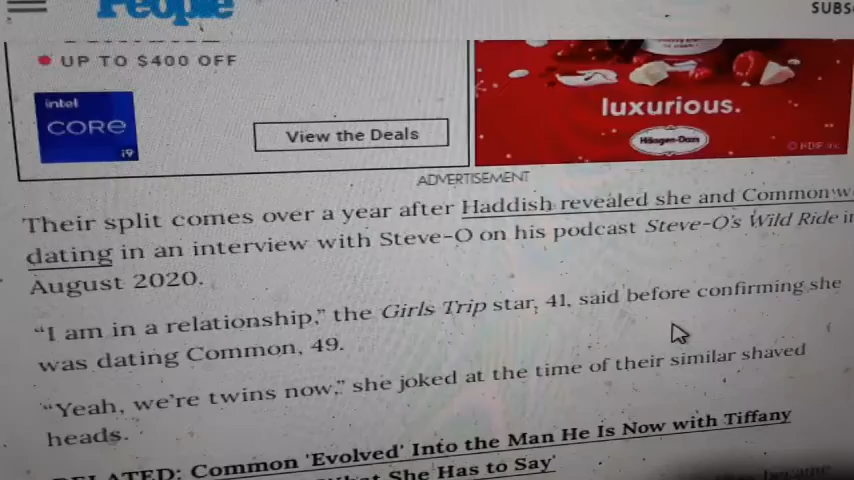 People
SUBS
UP TO $400 OFF
intel
CORE
i9
View the Deals
luxurious.
Häagen-Dazs
ADVERTISEMENT
Their split comes over a year after Haddish revealed she and Common w
dating in an interview with Steve-O on his podcast Steve-O's Wild Ride in
August 2020.
"I am in a relationship," the Girls Trip star, 41, said before confirming she
was dating Common, 49.
"Yeah, we're twins now," she joked at the time of their similar shaved
heads.
RELATED: Common 'Evolved' Into the Man He Is Now with Tiffany
What She Has to Say'
became